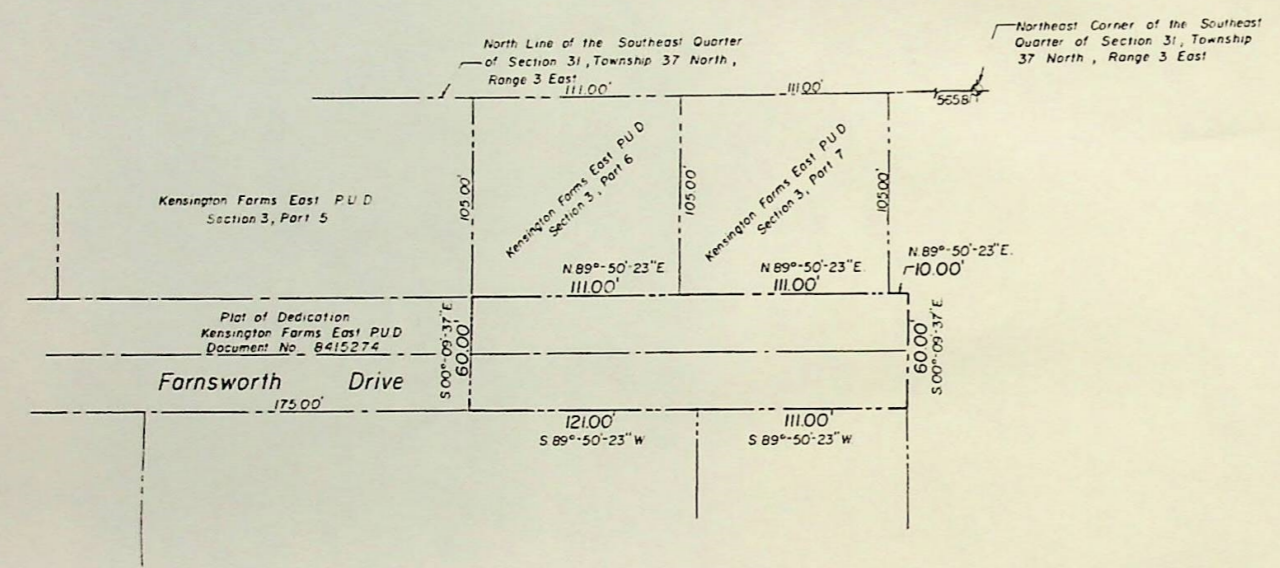 North Line of the Southeast Quarter
of Section 31, Township 37 North,
Range 3 East
Northeast Corner of the Southeast
Quarter of Section 31, Township
37 North, Range 3 East
111.00'
111.00'
Kensington Farms East P.U.D.
Section 3, Part 5
105.00'
Kensington Farms East P.U.D.
Section 3, Part 6
105.00'
Kensington Farms East P.U.D.
Section 3, Part 7
105.00'
N 89°-50'-23" E
111.00'
N 89°-50'-23" E
111.00'
N 89°-50'-23" E.
10.00'
Plat of Dedication
Kensington Farms East P.U.D.
Document No. 8415274
Farnsworth Drive
175.00'
S 00°-09'-37" E
60.00'
60.00'
S 00°-09'-37" E
121.00'
S 89°-50'-23" W
111.00'
S 89°-50'-23" W